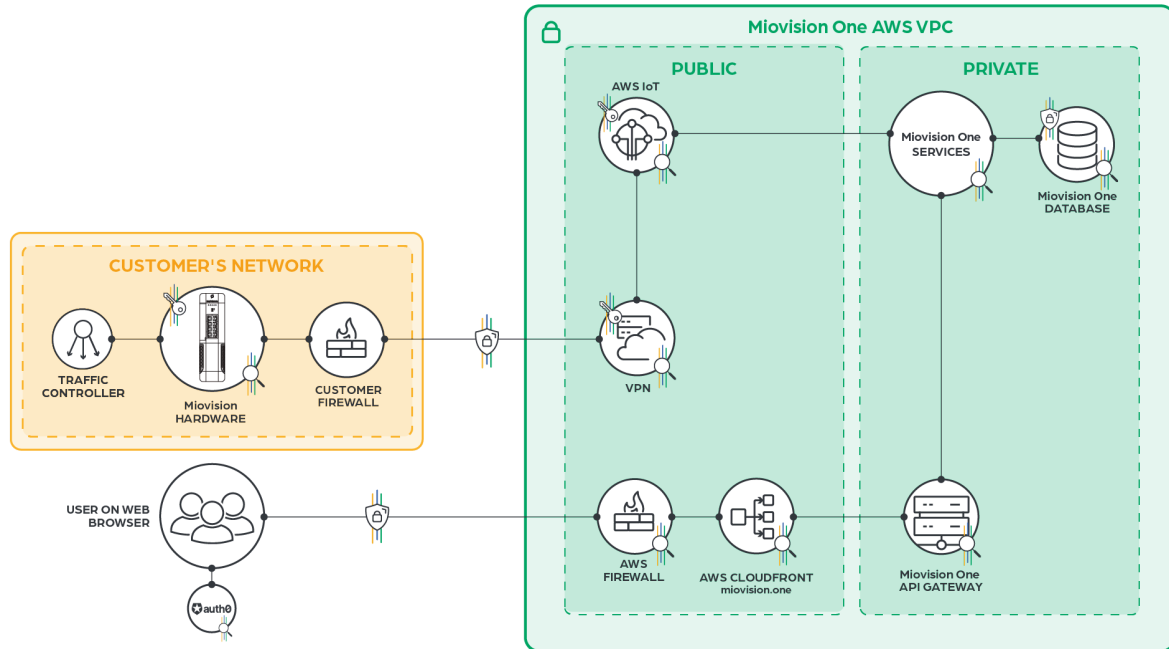 Miovision One AWS VPC
PUBLIC
PRIVATE
AWS IoT
Miovision One
SERVICES
Miovision One
DATABASE
CUSTOMER'S NETWORK
TRAFFIC
CONTROLLER
Miovision
HARDWARE
CUSTOMER
FIREWALL
VPN
USER ON WEB
BROWSER
auth0
AWS
FIREWALL
AWS CLOUDFRONT
miovision.one
Miovision One
API GATEWAY